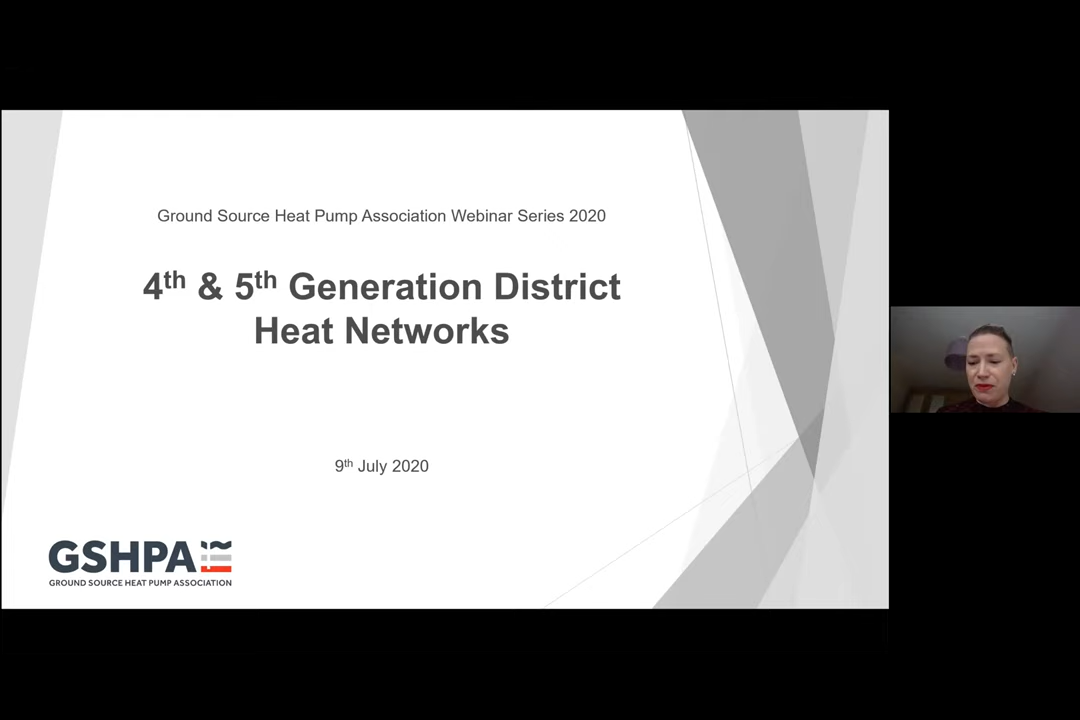 Ground Source Heat Pump Association Webinar Series 2020
4th & 5th Generation District
Heat Networks
9th July 2020
GSHPA
GROUND SOURCE HEAT PUMP ASSOCIATION